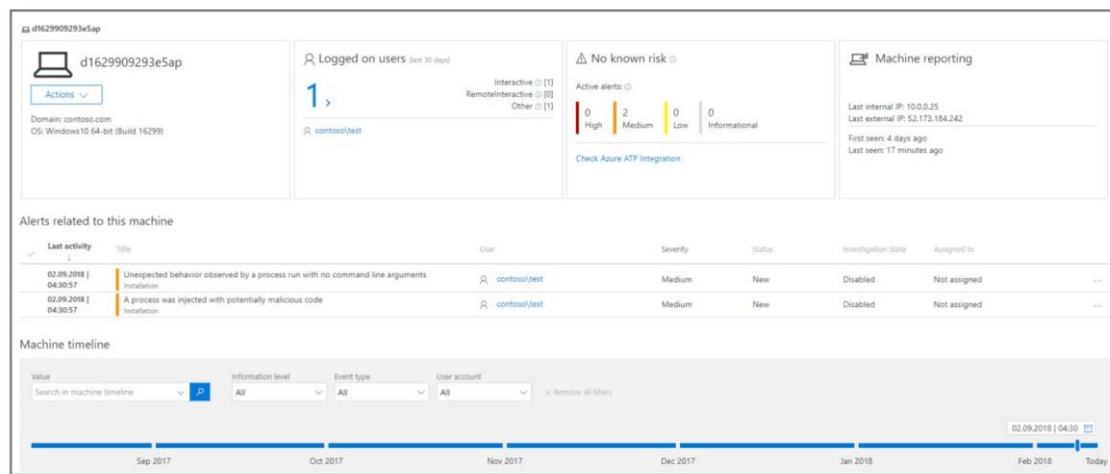 d1629909293e5ap
d1629909293e5ap
Actions
Domain: contoso.com
OS: Windows10 64-bit (Build 16299)
Logged on users (last 30 days)
1
Interactive [1]
RemoteInteractive [0]
Other [1]
contoso\test
No known risk
Active alerts:
0 2 0 0
High Medium Low Informational
Check Azure ATP Integration
Machine reporting
Last internal IP: 10.0.0.25
Last external IP: 52.173.184.242
First seen: 4 days ago
Last seen: 17 minutes ago
Alerts related to this machine
Last activity Title User Severity Status Investigation State Assigned to
02.09.2018 | Unexpected behavior observed by a process run with no command line arguments contoso\test Medium New Disabled Not assigned ...
04:30:57 Installation
02.09.2018 | A process was injected with potentially malicious code contoso\test Medium New Disabled Not assigned ...
04:30:57 Installation
Machine timeline
Value Information level Event type User account
Search in machine timeline All All All Remove all filters
02.09.2018 | 04:30
Sep 2017 Oct 2017 Nov 2017 Dec 2017 Jan 2018 Feb 2018 Today